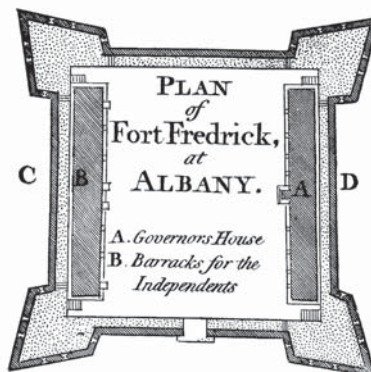 PLAN
of
Fort Fredrick,
at
ALBANY.
C
B
A
D
A. Governors House
B. Barracks for the
Independents